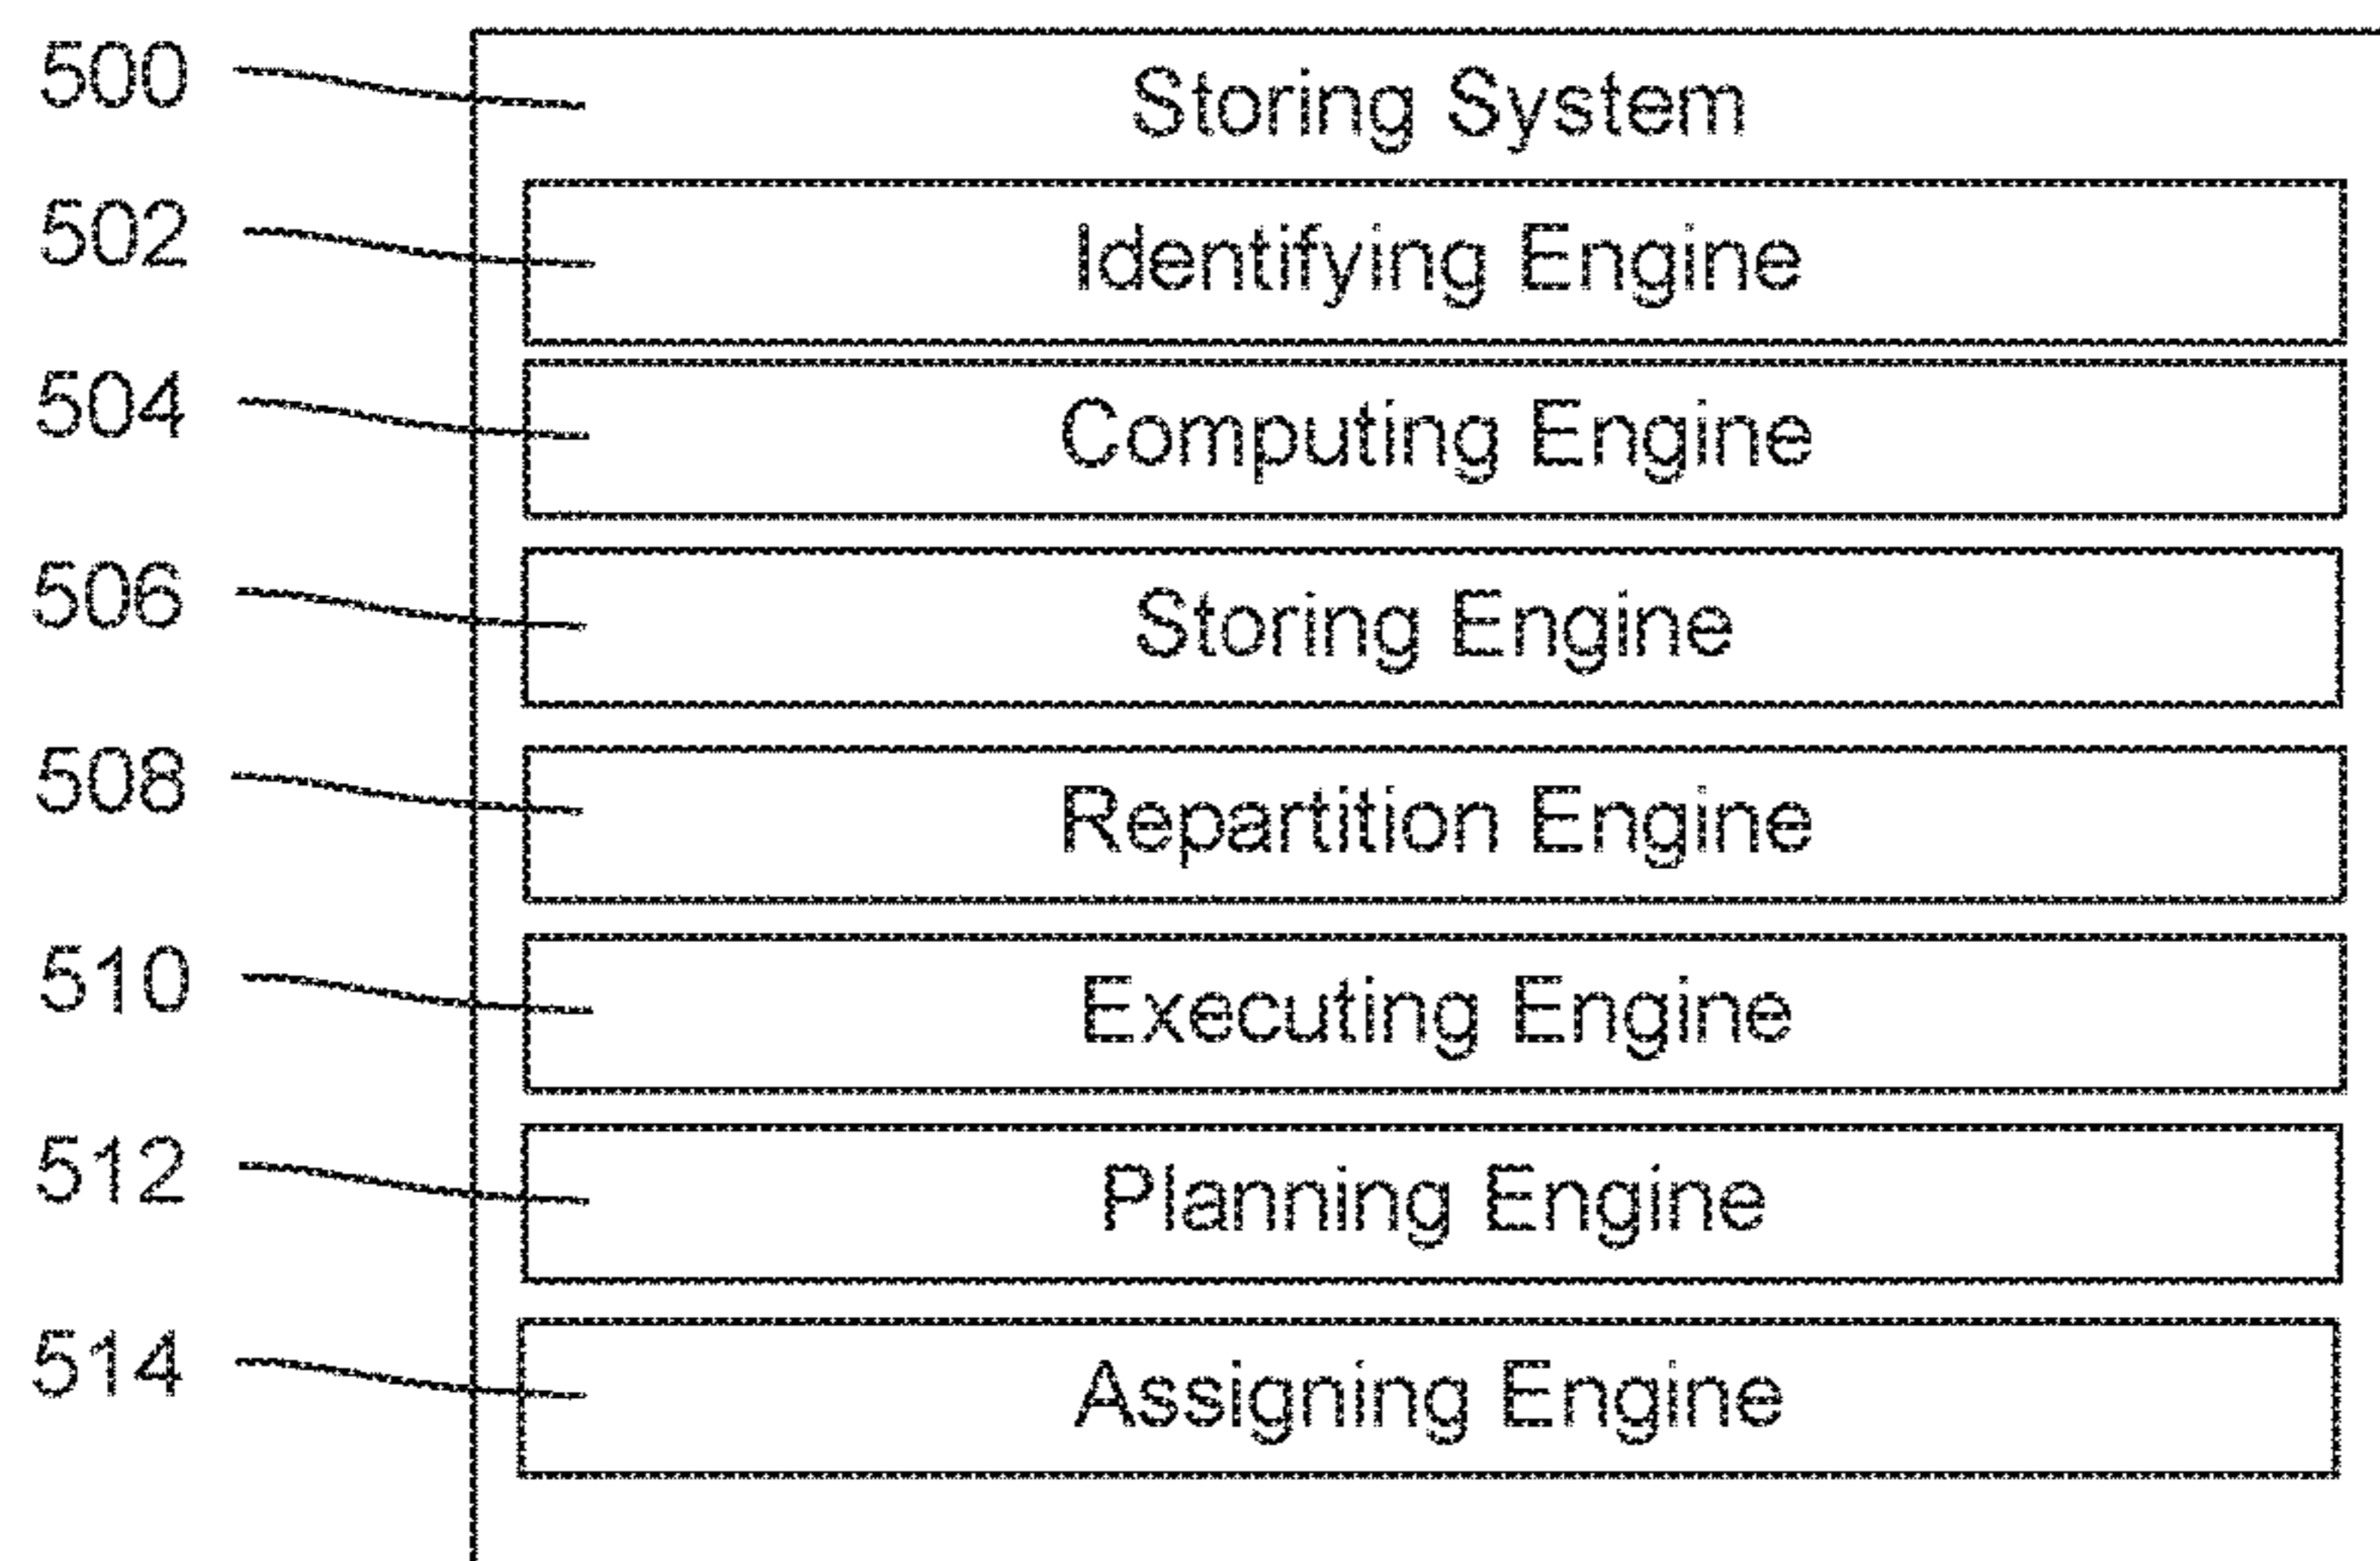 500 Storing System
502 Identifying Engine
504 Computing Engine
506 Storing Engine
508 Repartition Engine
510 Executing Engine
512 Planning Engine
514 Assigning Engine